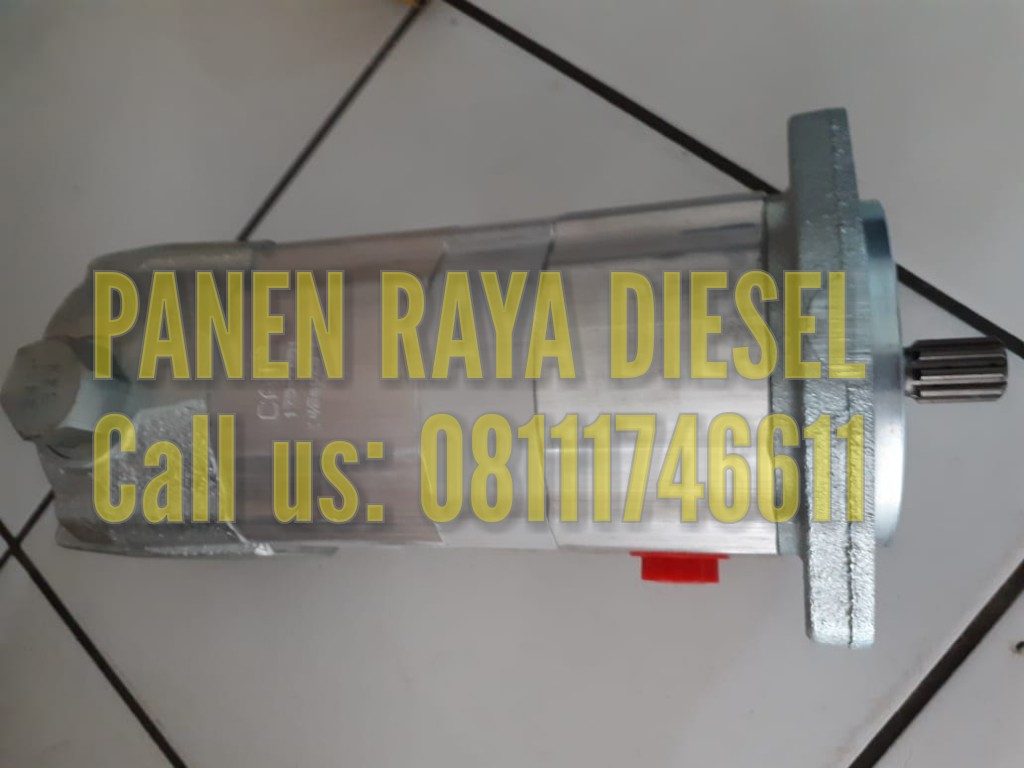 PANEN RAYA DIESEL
Call us: 08111746611